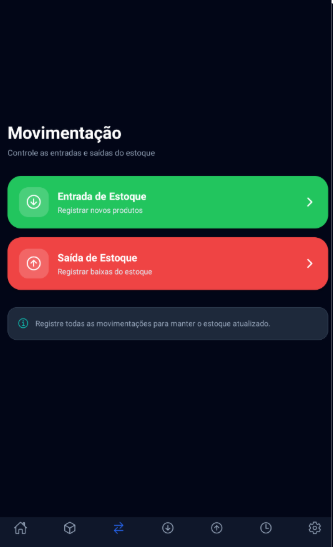 Movimentação
Controle as entradas e saídas do estoque
Entrada de Estoque
Registrar novos produtos
Saída de Estoque
Registrar baixas do estoque
Registre todas as movimentações para manter o estoque atualizado.